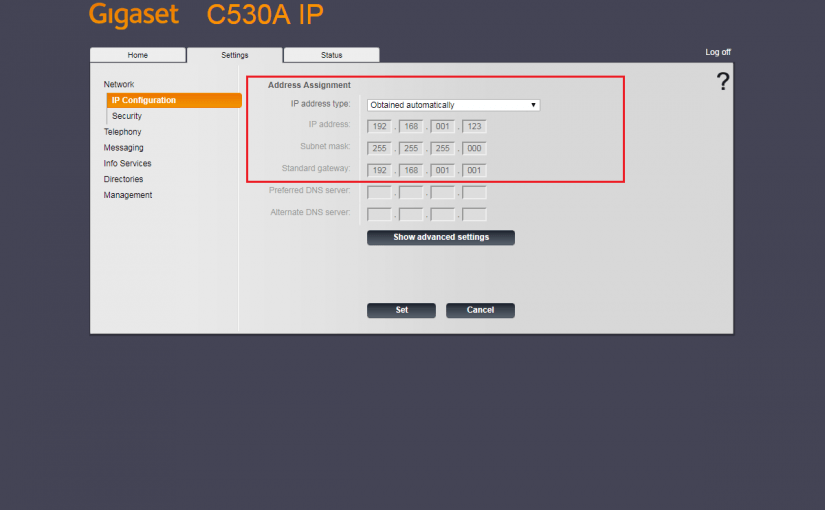 Gigaset C530A IP
Log off
Home Settings Status
?
Network
IP Configuration
Security
Telephony
Messaging
Info Services
Directories
Management
Address Assignment
IP address type: Obtained automatically
IP address: 192 . 168 . 001 . 123
Subnet mask: 255 . 255 . 255 . 000
Standard gateway: 192 . 168 . 001 . 001
Preferred DNS server: . . .
Alternate DNS server: . . .
Show advanced settings
Set Cancel